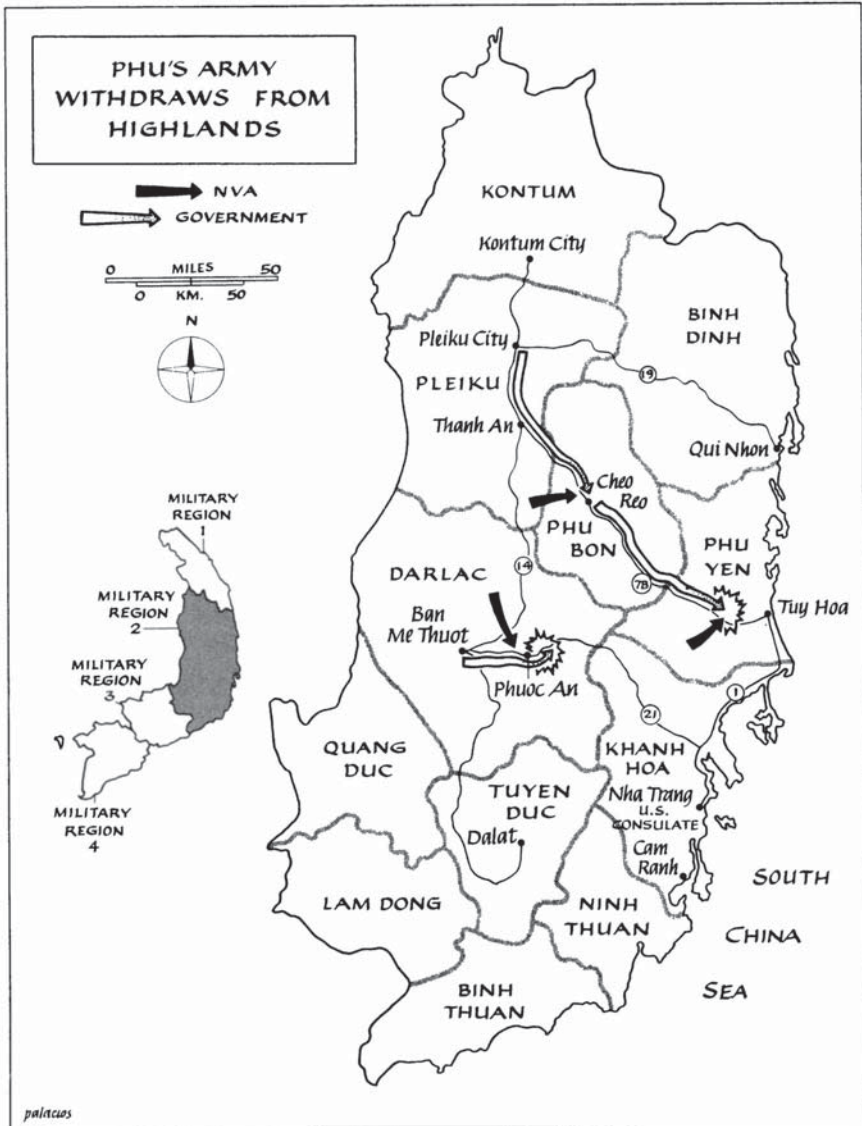 PHU'S ARMY
WITHDRAWS FROM
HIGHLANDS
NVA
GOVERNMENT
0 MILES 50
0 KM. 50
N
KONTUM
Kontum City
BINH
DINH
Pleiku City
PLEIKU
19
Thanh An
Qui Nhon
Cheo
Reo
PHU
BON
PHU
YEN
14
7B
DARLAC
Tuy Hoa
Ban
Me Thuot
Phuoc An
21
1
QUANG
DUC
KHANH
HOA
TUYEN
DUC
Nha Trang
U.S.
CONSULATE
Dalat
Cam
Ranh
LAM DONG
NINH
THUAN
BINH
THUAN
SOUTH
CHINA
SEA
MILITARY
REGION
1
MILITARY
REGION
2
MILITARY
REGION
3
MILITARY
REGION
4
palacios